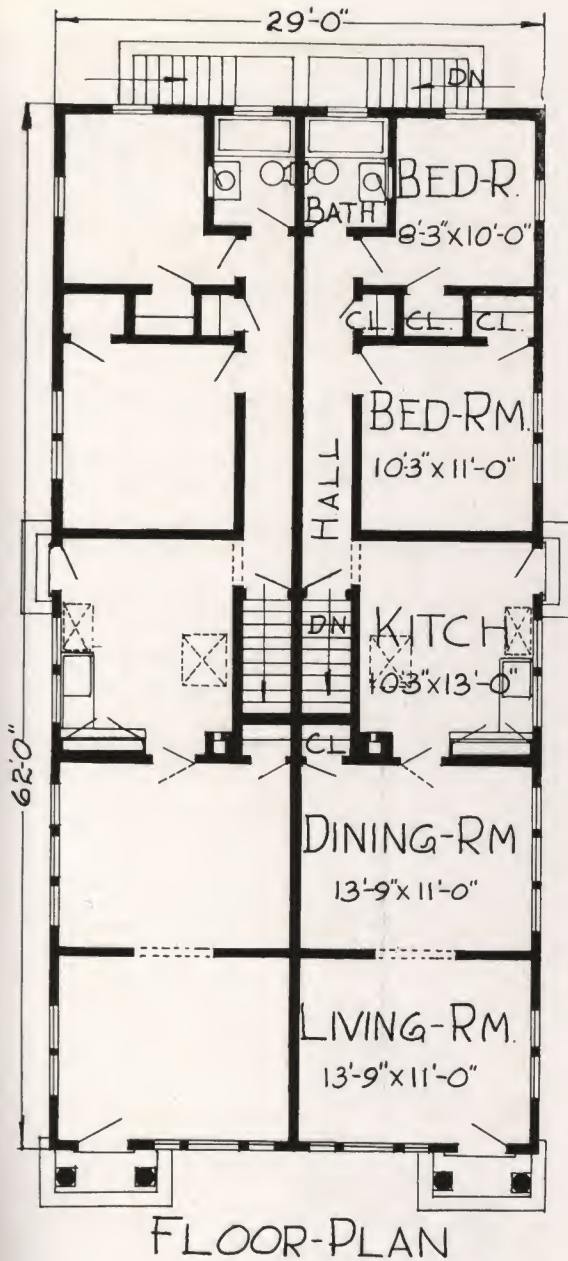 29'-0"
DN
BED-R.
BATH
8'-3"X10'-0"
CL. CL. CL.
BED-RM.
10'3"X11'-0"
HALL
DN
KITCH
10'-3"X13'-0"
62'-0"
CL
DINING-RM
13'-9"X11'-0"
LIVING-RM.
13'-9"X11'-0"
FLOOR-PLAN